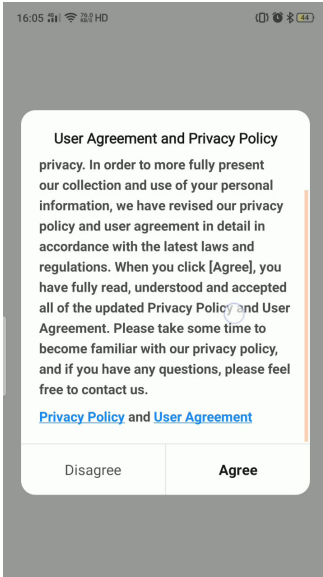 16:05 HD
44
User Agreement and Privacy Policy
privacy. In order to more fully present
our collection and use of your personal
information, we have revised our privacy
policy and user agreement in detail in
accordance with the latest laws and
regulations. When you click [Agree], you
have fully read, understood and accepted
all of the updated Privacy Policy and User
Agreement. Please take some time to
become familiar with our privacy policy,
and if you have any questions, please feel
free to contact us.
Privacy Policy and User Agreement
Disagree
Agree